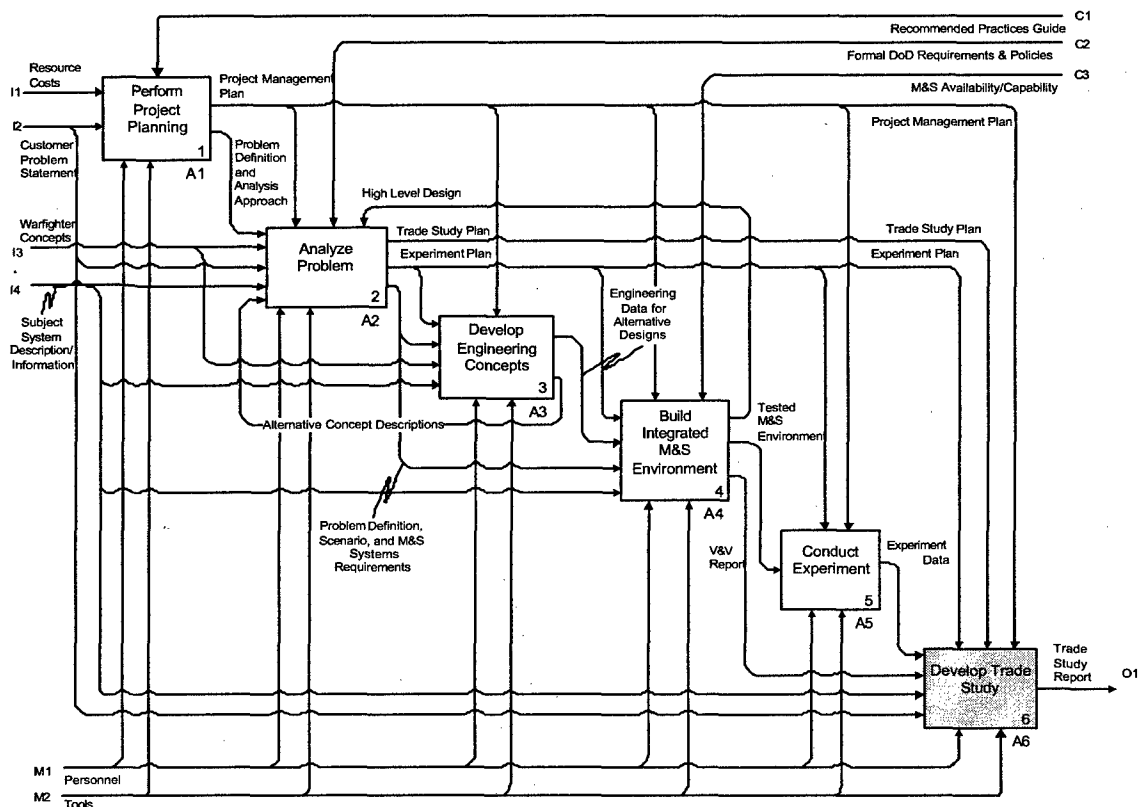 C1
Recommended Practices Guide
C2
Formal DoD Requirements & Policies
C3
M&S Availability/Capability
Resource
Costs
I1
I2
Customer
Problem
Statement
Perform
Project
Planning
1
A1
Project Management
Plan
Project Management Plan
Problem
Definition
and
Analysis
Approach
High Level Design
Warfighter
Concepts
I3
I4
Subject
System
Description/
Information
Analyze
Problem
2
A2
Trade Study Plan
Trade Study Plan
Experiment Plan
Experiment Plan
Engineering
Data for
Alternative
Designs
Develop
Engineering
Concepts
3
A3
Alternative Concept Descriptions
Build
Integrated
M&S
Environment
4
A4
Tested
M&S
Environment
Problem Definition,
Scenario, and M&S
Systems
Requirements
V&V
Report
Conduct
Experiment
5
A5
Experiment
Data
Develop Trade
Study
6
A6
Trade
Study
Report
O1
M1
Personnel
M2
Tools